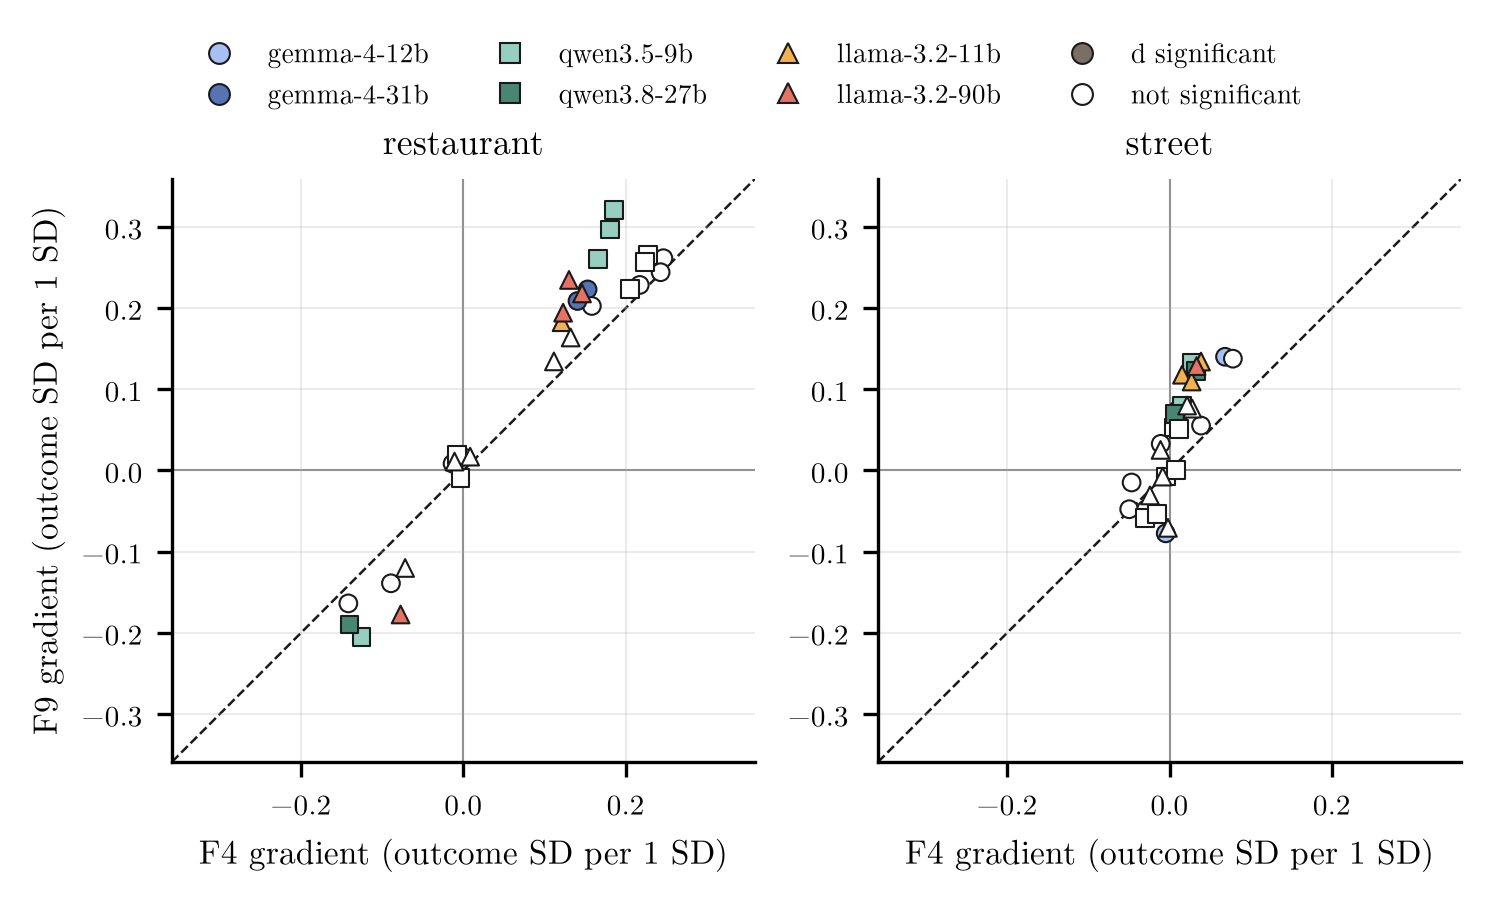 gemma-4-12b qwen3.5-9b llama-3.2-11b d significant
gemma-4-31b qwen3.8-27b llama-3.2-90b not significant
restaurant street
F9 gradient (outcome SD per 1 SD)
0.3 0.3
0.2 0.2
0.1 0.1
0.0 0.0
−0.1 −0.1
−0.2 −0.2
−0.3 −0.3
−0.2 0.0 0.2 −0.2 0.0 0.2
F4 gradient (outcome SD per 1 SD) F4 gradient (outcome SD per 1 SD)